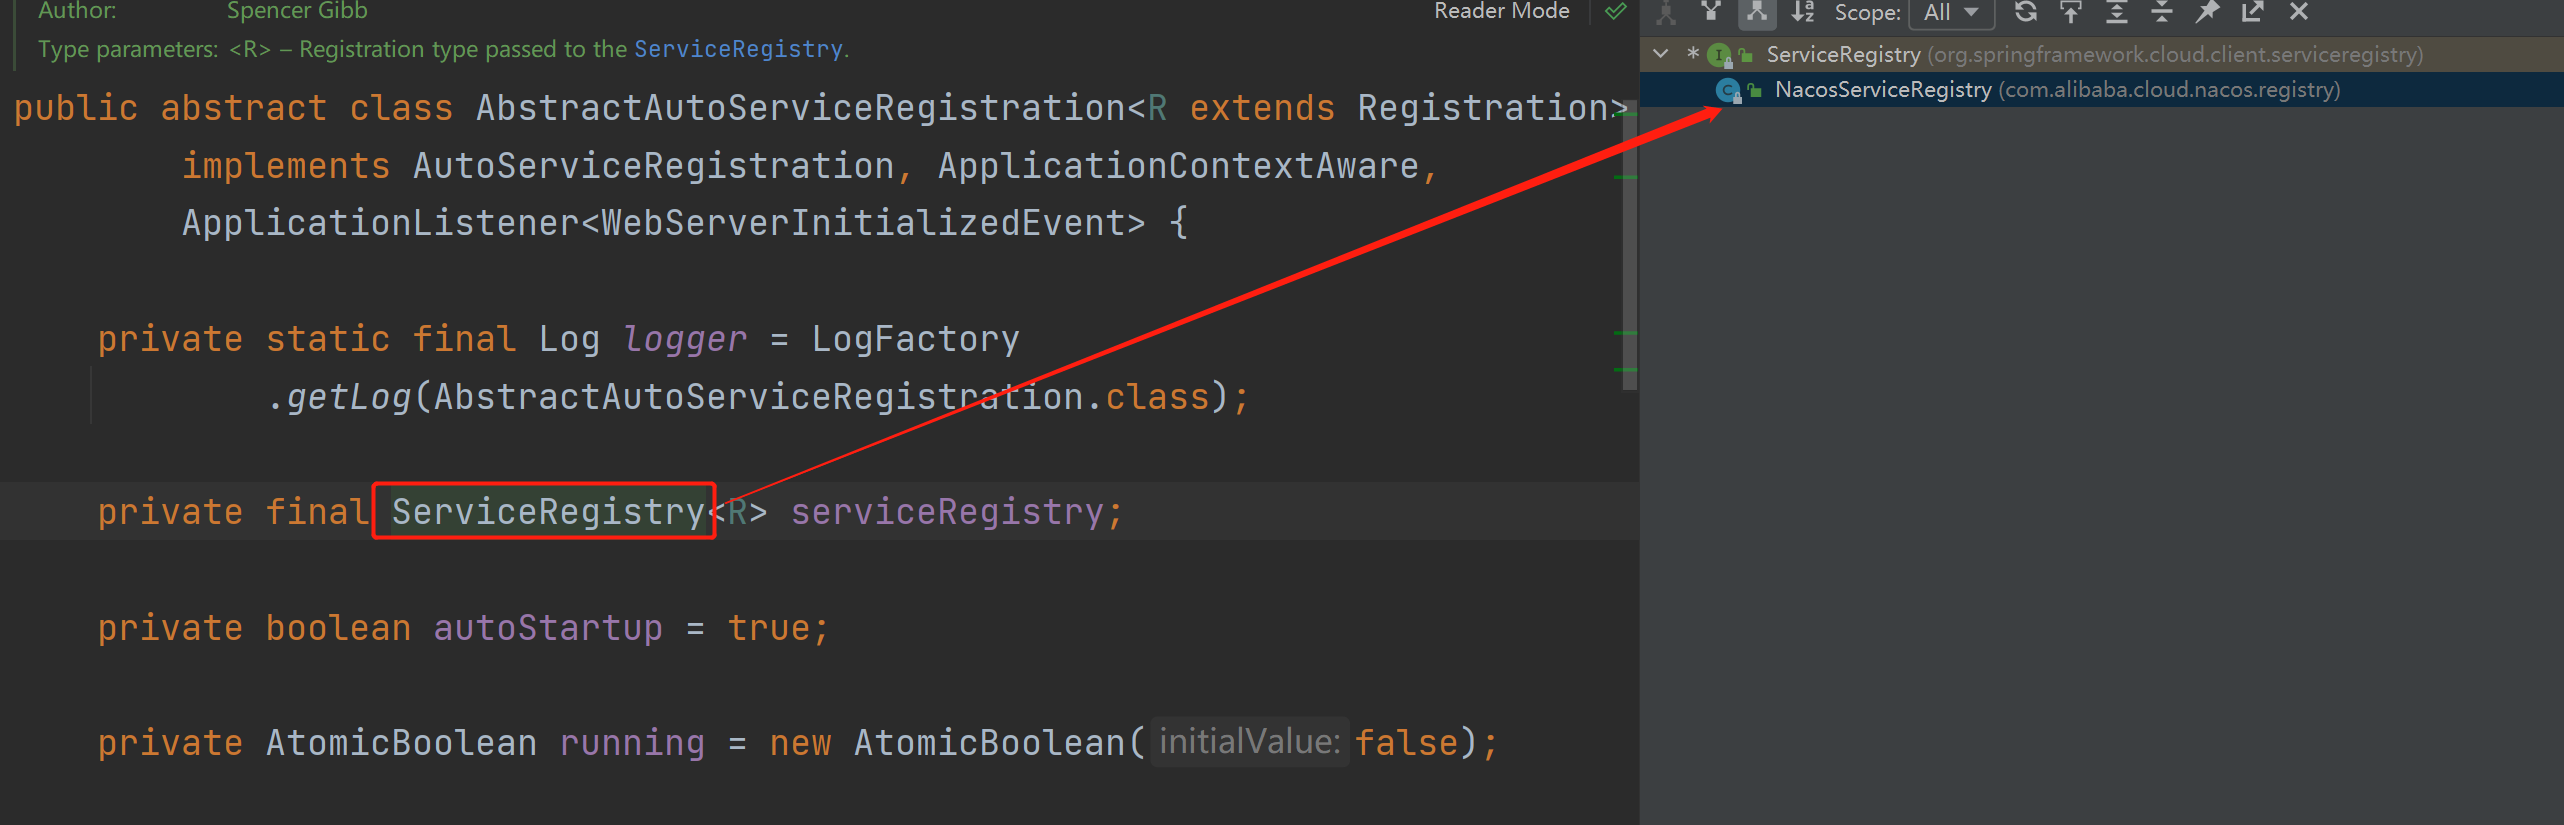 Author: Spencer Gibb
Reader Mode
Type parameters: <R> – Registration type passed to the ServiceRegistry.
public abstract class AbstractAutoServiceRegistration<R extends Registration>
implements AutoServiceRegistration, ApplicationContextAware,
ApplicationListener<WebServerInitializedEvent> {
private static final Log logger = LogFactory
.getLog(AbstractAutoServiceRegistration.class);
private final ServiceRegistry<R> serviceRegistry;
private boolean autoStartup = true;
private AtomicBoolean running = new AtomicBoolean( initialValue: false);
Scope: All
* ServiceRegistry (org.springframework.cloud.client.serviceregistry)
NacosServiceRegistry (com.alibaba.cloud.nacos.registry)